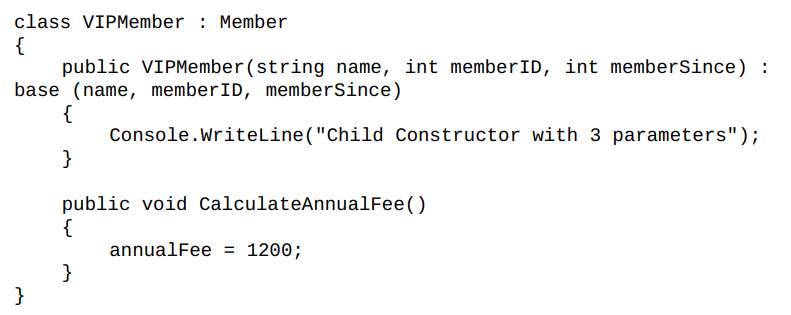 class VIPMember : Member
{
    public VIPMember(string name, int memberID, int memberSince) :
base (name, memberID, memberSince)
    {
        Console.WriteLine("Child Constructor with 3 parameters");
    }

    public void CalculateAnnualFee()
    {
        annualFee = 1200;
    }
}